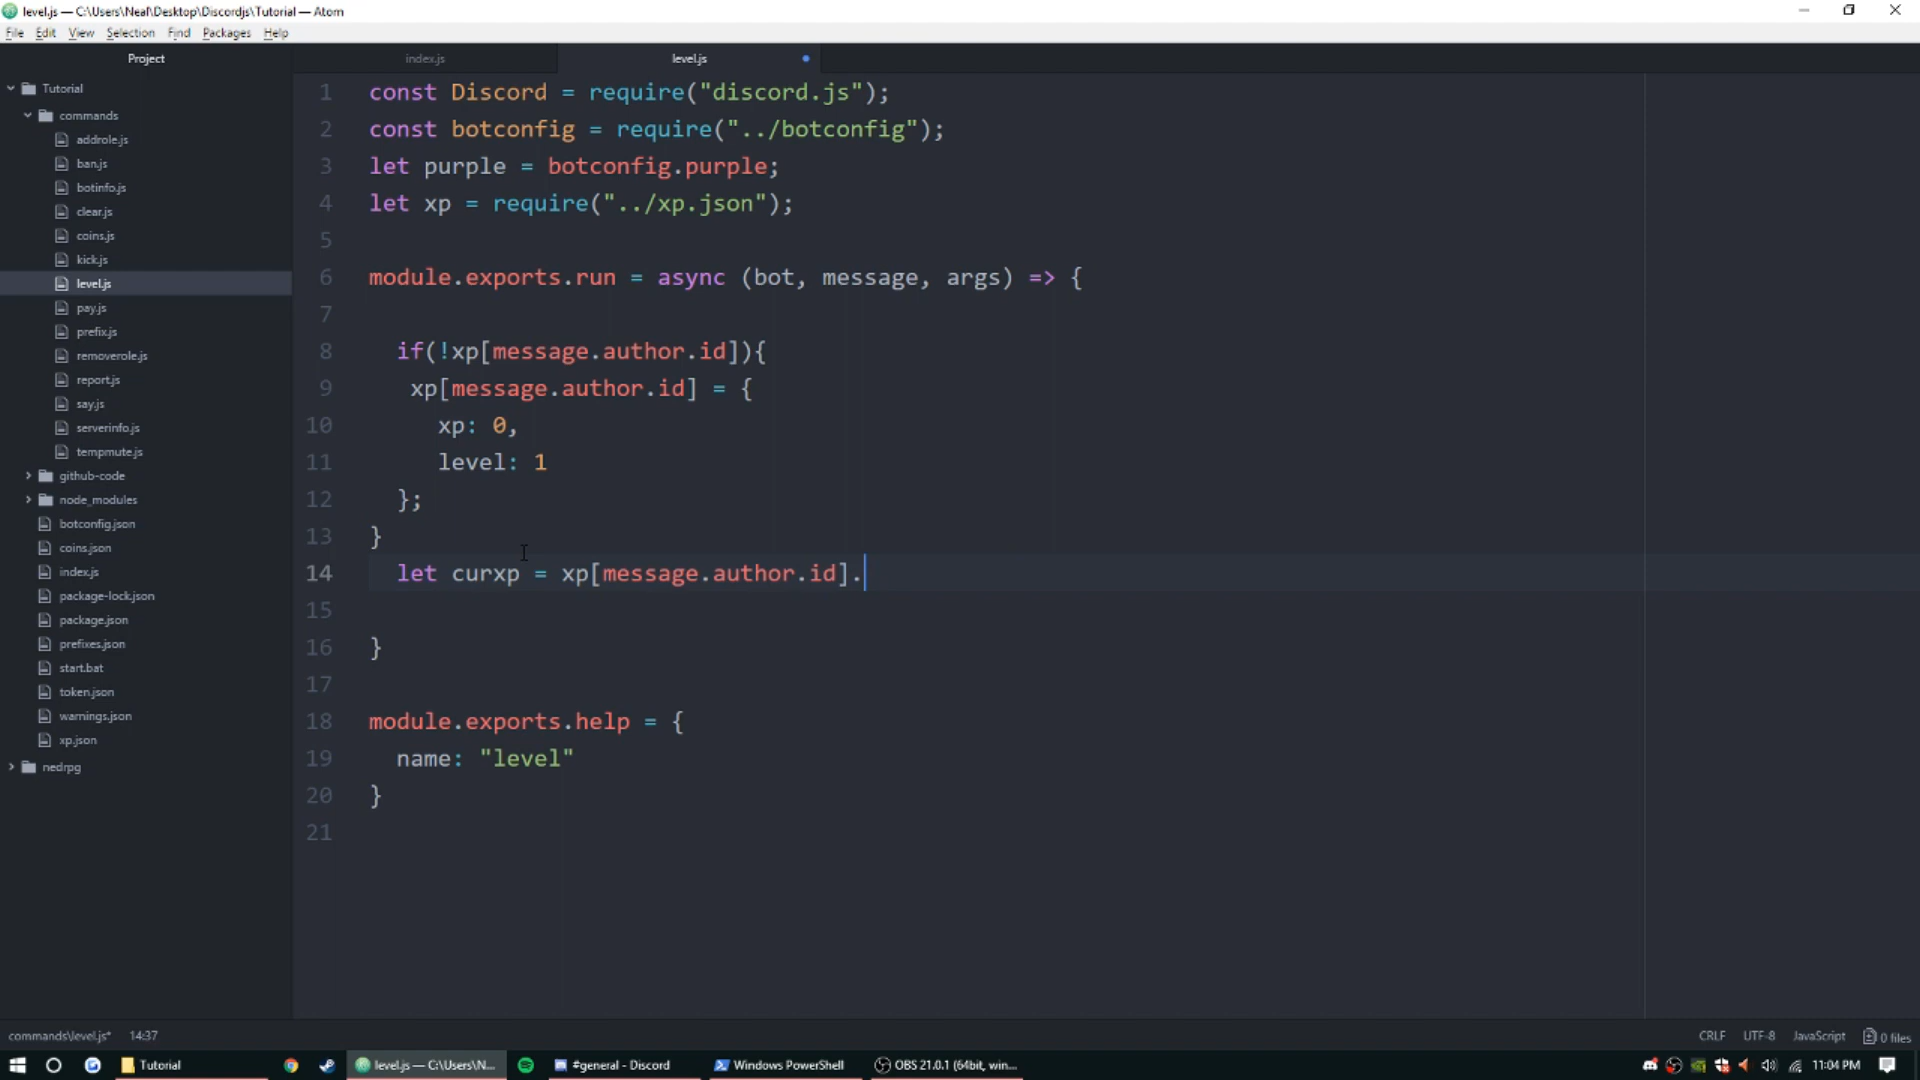 level.js — C:\Users\Neal\Desktop\Discordjs\Tutorial — Atom
File Edit View Selection Find Packages Help
Project
index.js
level.js
Tutorial
commands
addrole.js
ban.js
botinfo.js
clear.js
coins.js
kick.js
level.js
pay.js
prefix.js
removerole.js
report.js
say.js
serverinfo.js
tempmute.js
github-code
node_modules
botconfig.json
coins.json
index.js
package-lock.json
package.json
prefixes.json
start.bat
token.json
warnings.json
xp.json
nedrpg
1 const Discord = require("discord.js");
2 const botconfig = require("../botconfig");
3 let purple = botconfig.purple;
4 let xp = require("../xp.json");
5
6 module.exports.run = async (bot, message, args) => {
7
8 if(!xp[message.author.id]){
9 xp[message.author.id] = {
10 xp: 0,
11 level: 1
12 };
13 }
14 let curxp = xp[message.author.id].
15
16 }
17
18 module.exports.help = {
19 name: "level"
20 }
21
commands\level.js* 14:37
CRLF UTF-8 JavaScript 0 files
Tutorial
level.js — C:\Users\N...
#general - Discord
Windows PowerShell
OBS 21.0.1 (64bit, win...
11:04 PM